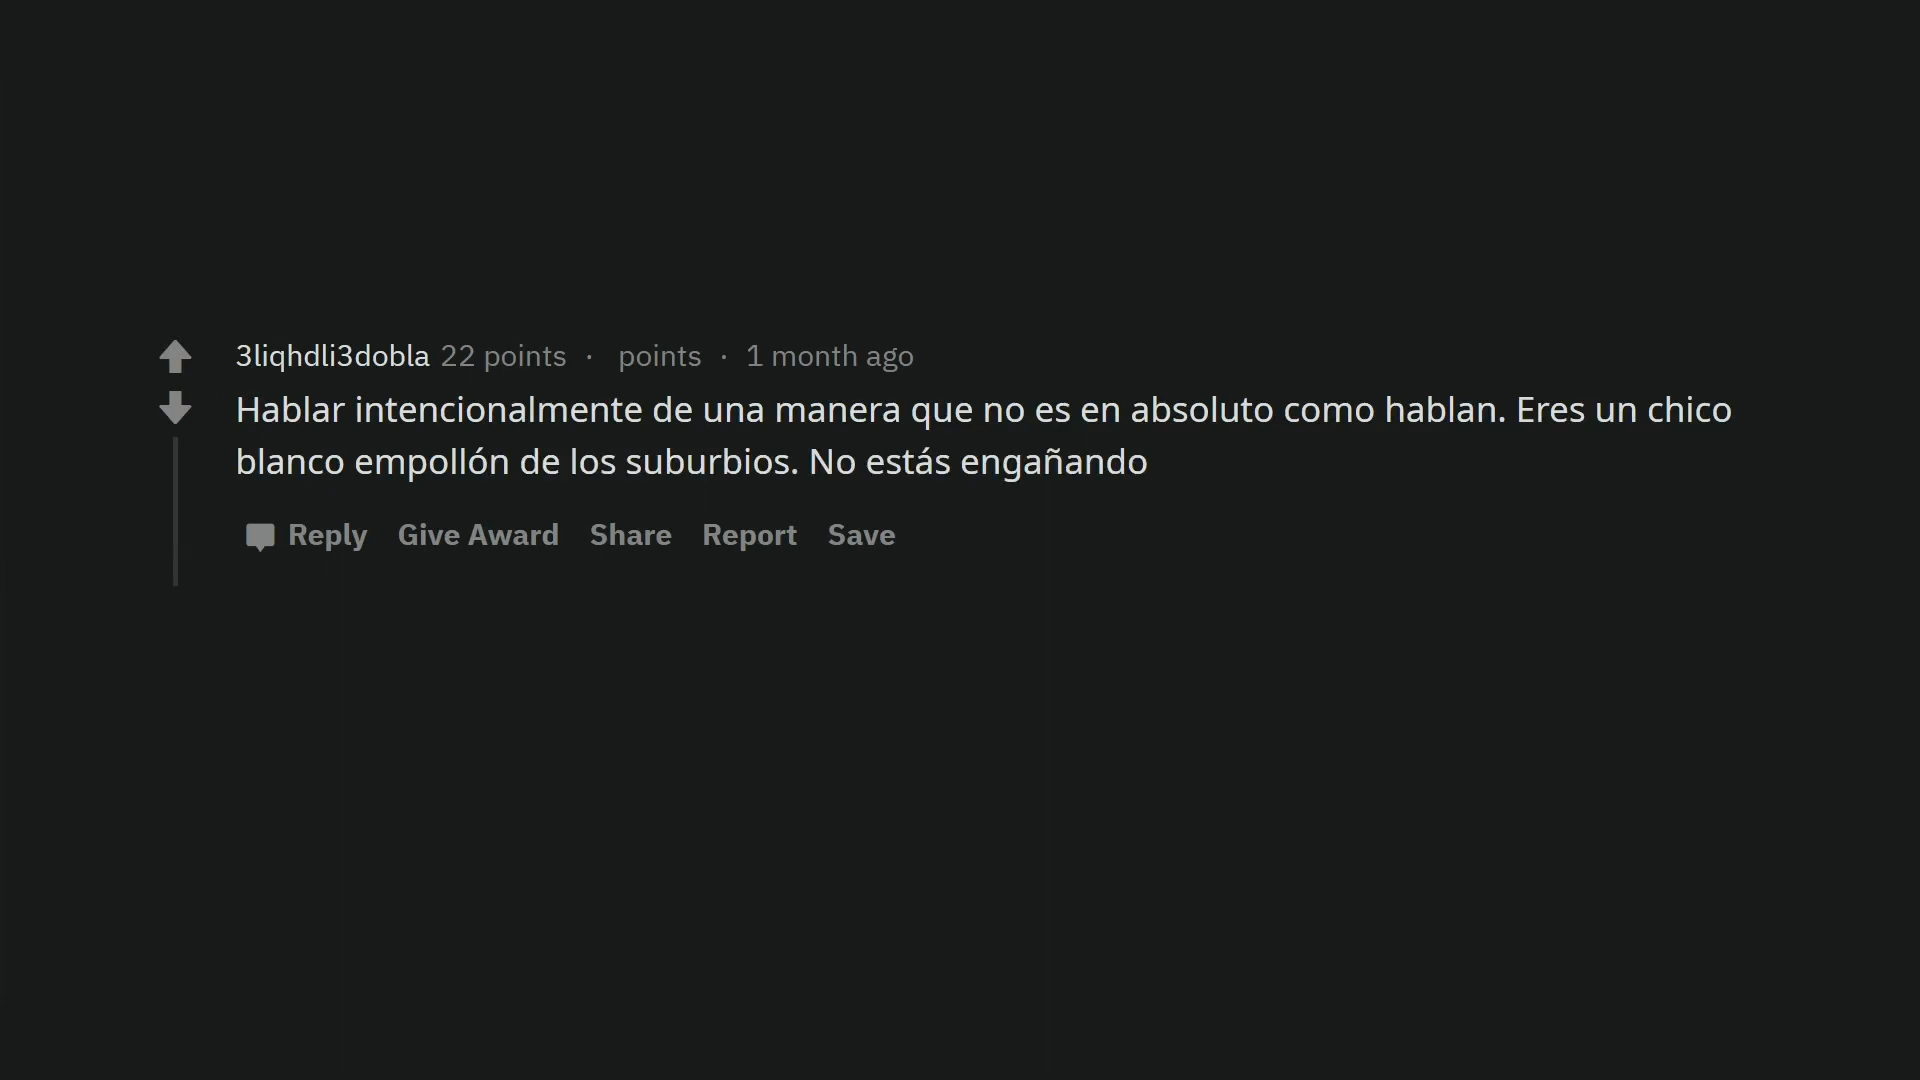 3liqhdli3dobla 22 points · points · 1 month ago
Hablar intencionalmente de una manera que no es en absoluto como hablan. Eres un chico
blanco empollón de los suburbios. No estás engañando
Reply Give Award Share Report Save